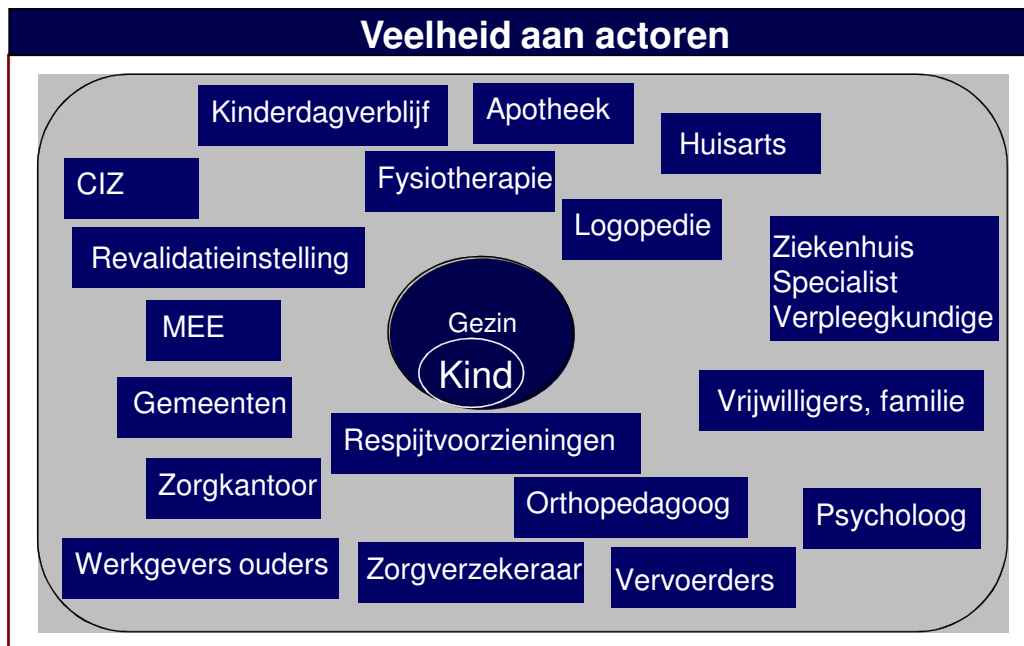 Veelheid aan actoren
Kinderdagverblijf
Apotheek
Huisarts
CIZ
Fysiotherapie
Logopedie
Revalidatieinstelling
Ziekenhuis
Specialist
Verpleegkundige
MEE
Gezin
Kind
Gemeenten
Vrijwilligers, familie
Respijtvoorzieningen
Zorgkantoor
Orthopedagoog
Psycholoog
Werkgevers ouders
Zorgverzekeraar
Vervoerders